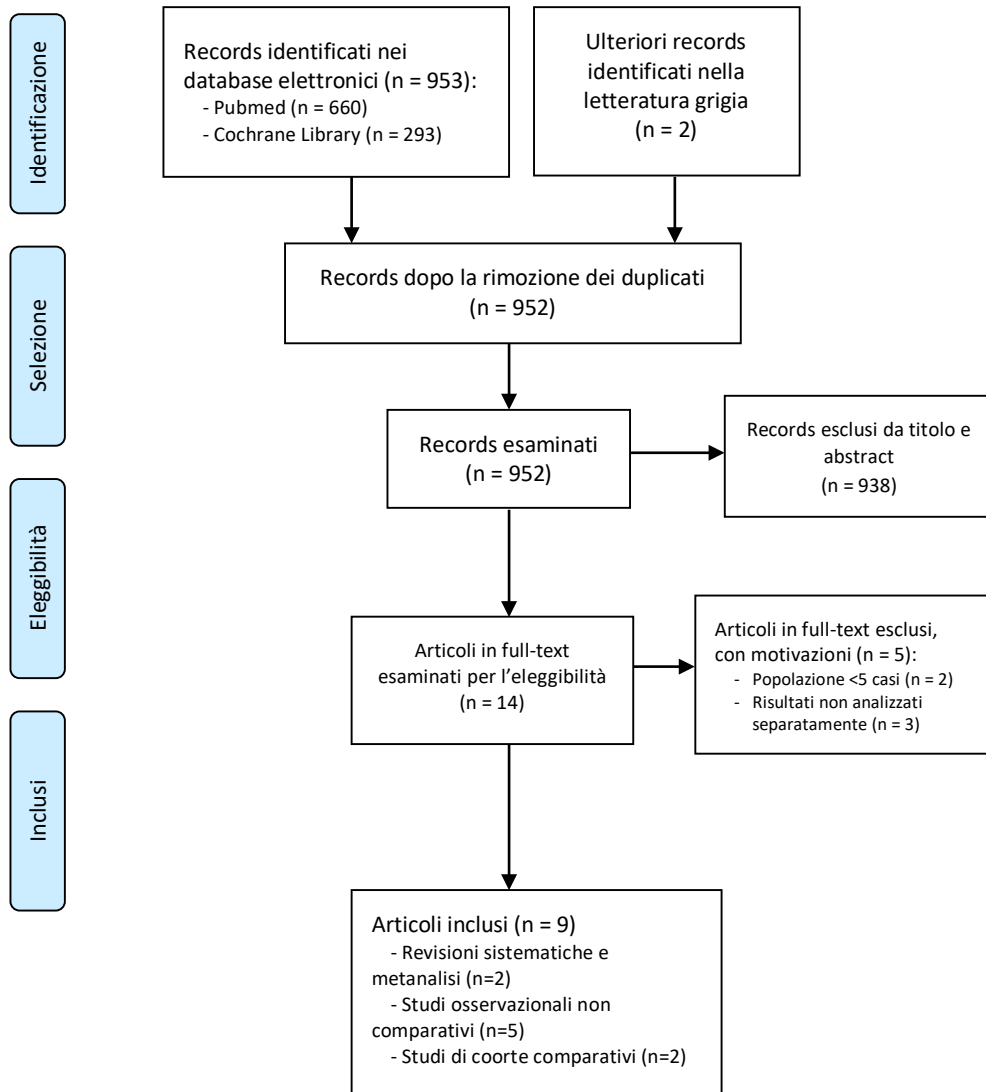 Identificazione
Records identificati nei
database elettronici (n = 953):
- Pubmed (n = 660)
- Cochrane Library (n = 293)
Ulteriori records
identificati nella
letteratura grigia
(n = 2)
Selezione
Records dopo la rimozione dei duplicati
(n = 952)
Records esaminati
(n = 952)
Records esclusi da titolo e
abstract
(n = 938)
Eleggibilità
Articoli in full-text
esaminati per l'eleggibilità
(n = 14)
Articoli in full-text esclusi,
con motivazioni (n = 5):
- Popolazione <5 casi (n = 2)
- Risultati non analizzati
separatamente (n = 3)
Inclusi
Articoli inclusi (n = 9)
- Revisioni sistematiche e
metanalisi (n=2)
- Studi osservazionali non
comparativi (n=5)
- Studi di coorte comparativi (n=2)